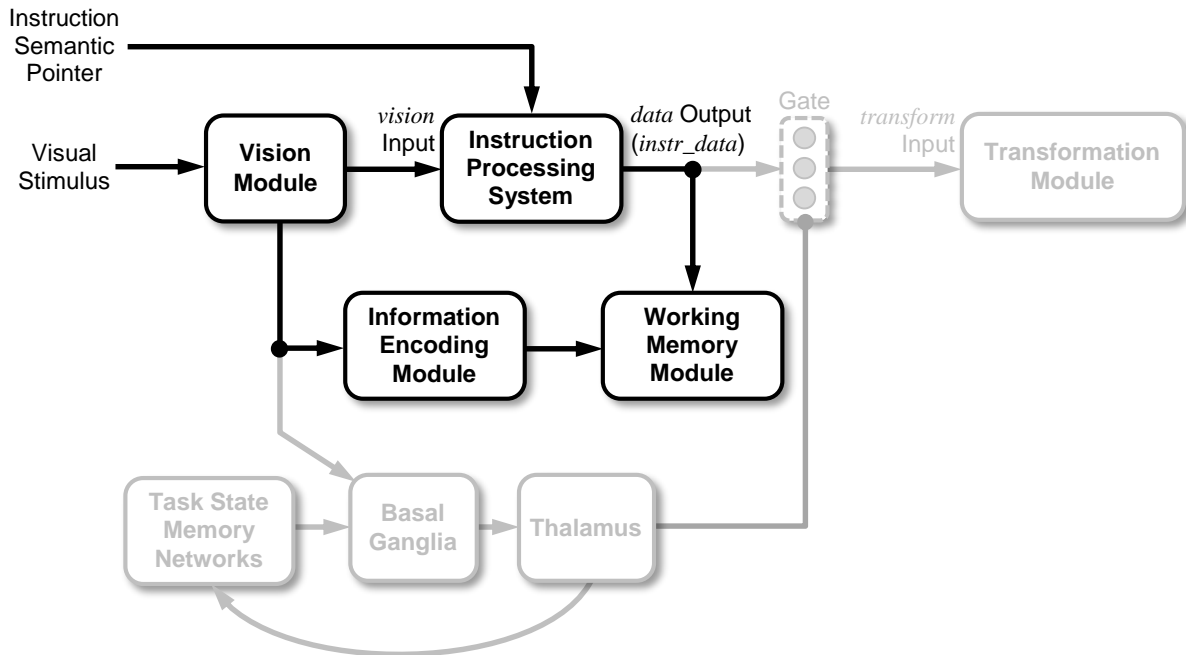 Instruction
Semantic
Pointer
Visual
Stimulus
Vision
Module
vision
Input
Instruction
Processing
System
data Output
(instr_data)
Gate
transform
Input
Transformation
Module
Information
Encoding
Module
Working
Memory
Module
Task State
Memory
Networks
Basal
Ganglia
Thalamus